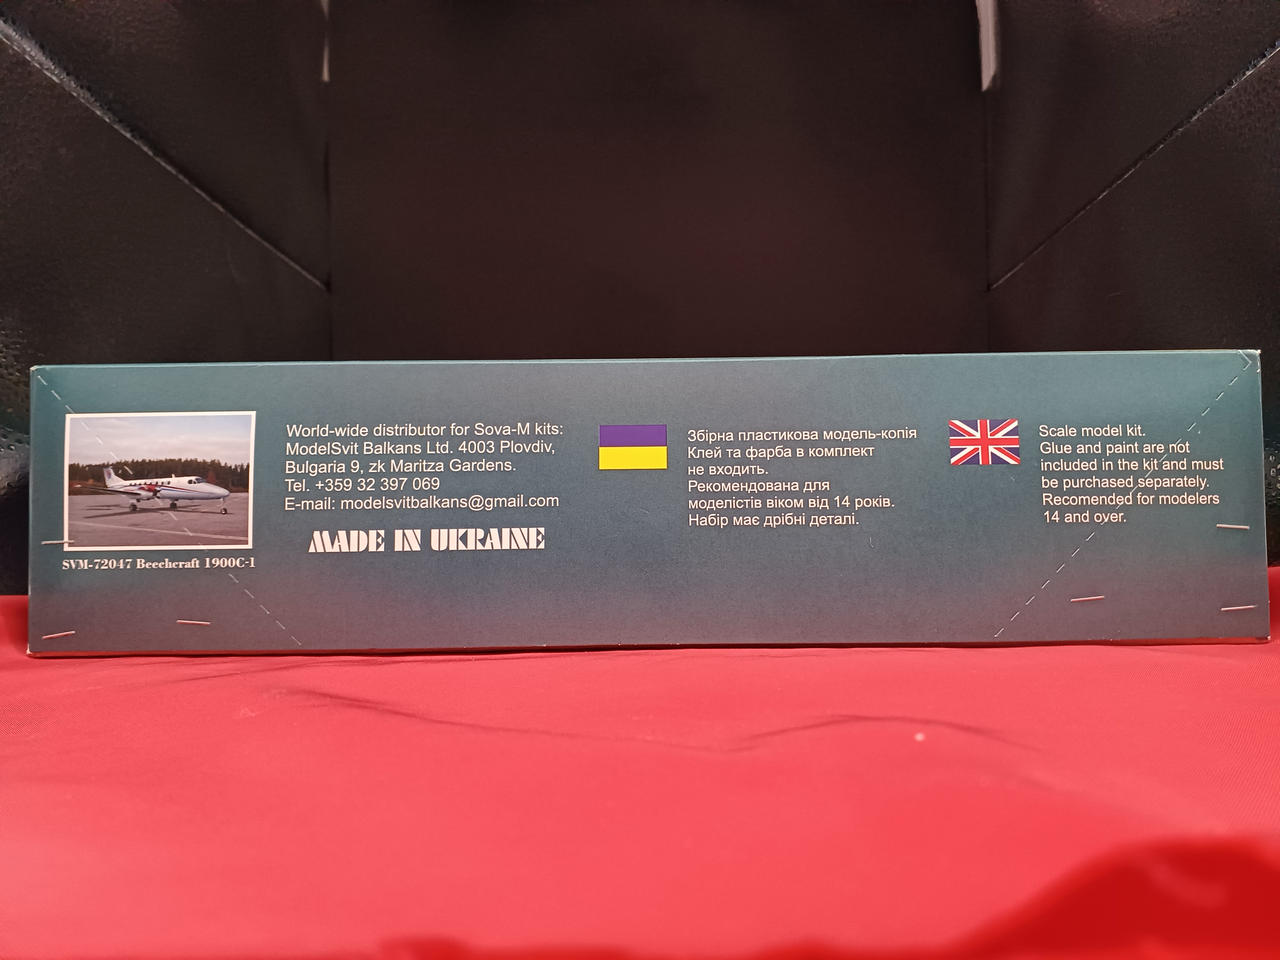 World-wide distributor for Sova-M kits:
ModelSvit Balkans Ltd. 4003 Plovdiv,
Bulgaria 9, zk Maritza Gardens.
Tel. +359 32 397 069
E-mail: modelsvitbalkans@gmail.com
MADE IN UKRAINE
SVM-72047 Beechcraft 1900C-1
Збірна пластикова модель-копія
Клей та фарба в комплект
не входить.
Рекомендована для
моделістів віком від 14 років.
Набір має дрібні деталі.
Scale model kit.
Glue and paint are not
included in the kit and must
be purchased separately.
Recomended for modelers
14 and over.